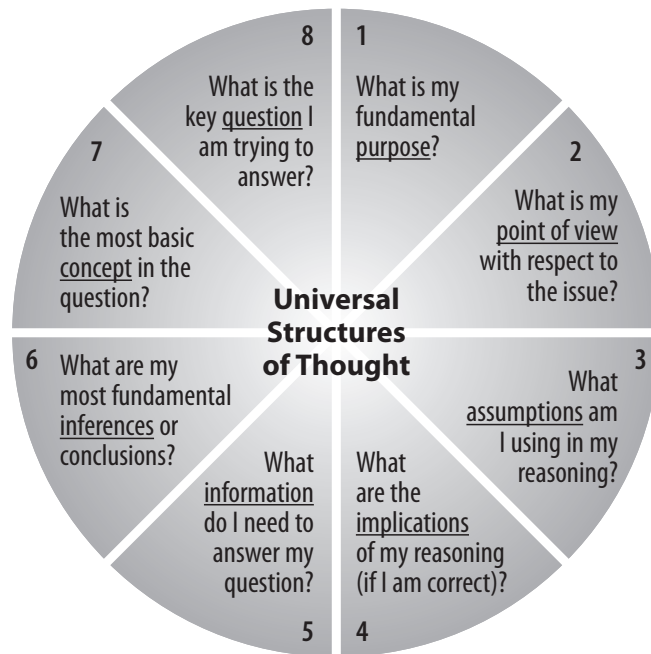 8
What is the
key question I
am trying to
answer?
1
What is my
fundamental
purpose?
2
What is my
point of view
with respect to
the issue?
3
What
assumptions am
I using in my
reasoning?
4
What
are the
implications
of my reasoning
(if I am correct)?
5
What
information
do I need to
answer my
question?
6
What are my
most fundamental
inferences or
conclusions?
7
What is
the most basic
concept in the
question?
Universal
Structures
of Thought